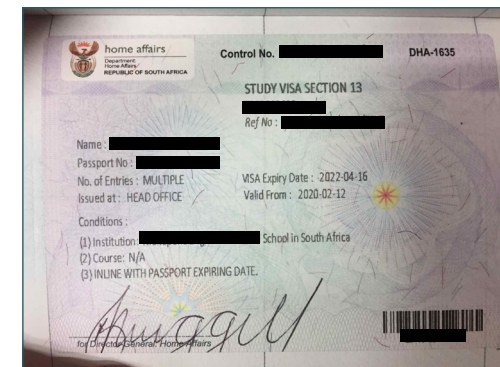 home affairs
Department:
Home Affairs
REPUBLIC OF SOUTH AFRICA
Control No.
DHA-1635
STUDY VISA SECTION 13
Ref No :
Name :
Passport No :
No. of Entries : MULTIPLE
VISA Expiry Date : 2022-04-16
Issued at : HEAD OFFICE
Valid From : 2020-02-12
Conditions :
(1) Institution: School in South Africa
(2) Course: N/A
(3) INLINE WITH PASSPORT EXPIRING DATE.
for Director-General: Home Affairs